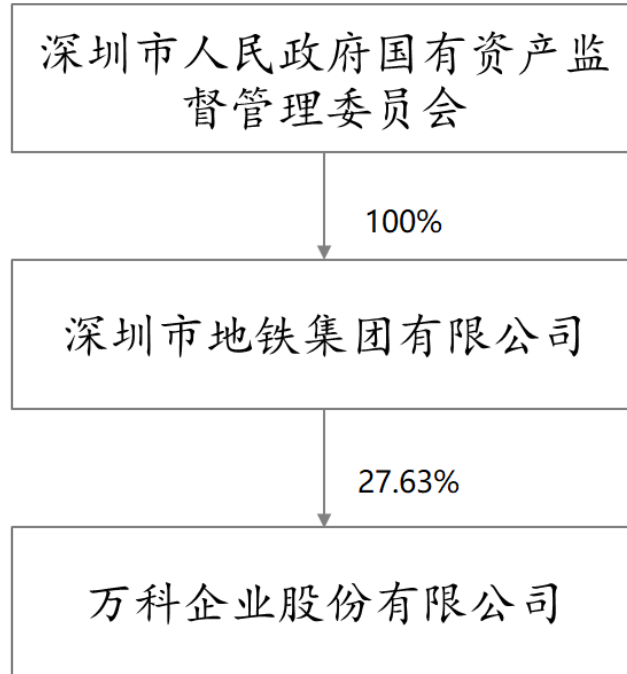 深圳市人民政府国有资产监
督管理委员会
100%
深圳市地铁集团有限公司
27.63%
万科企业股份有限公司